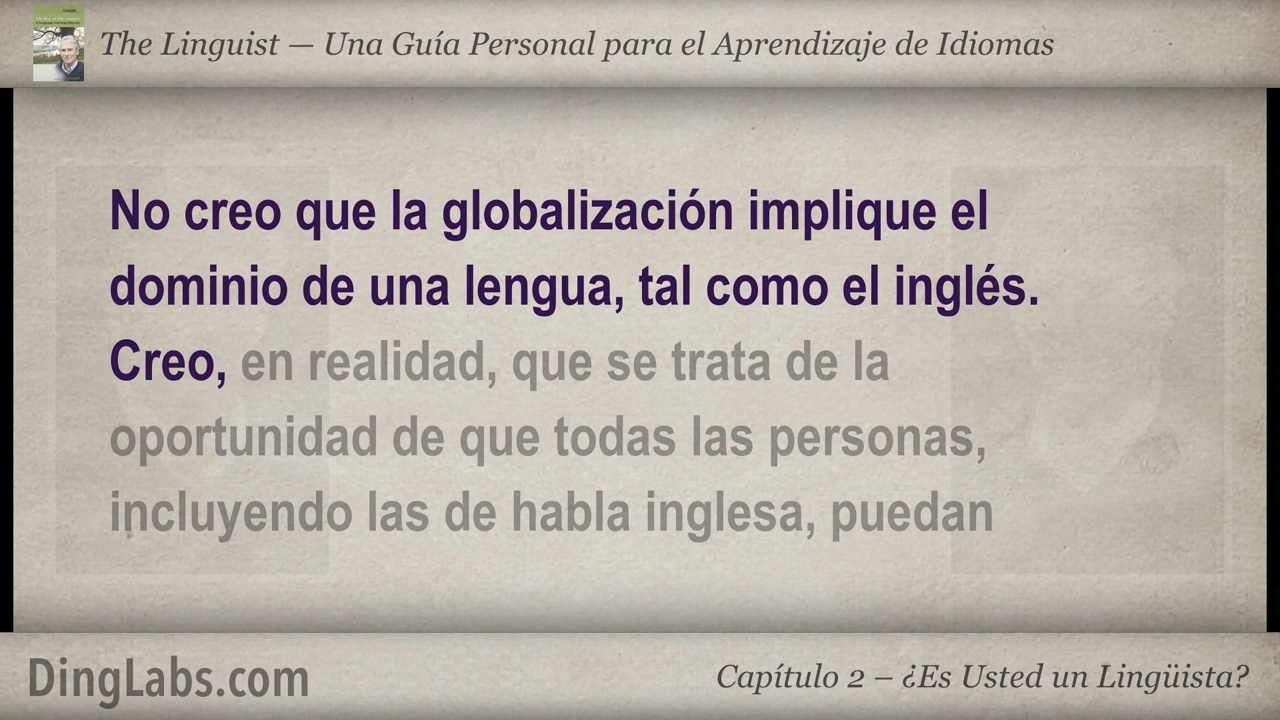 The Linguist — Una Guía Personal para el Aprendizaje de Idiomas
No creo que la globalización implique el
dominio de una lengua, tal como el inglés.
Creo, en realidad, que se trata de la
oportunidad de que todas las personas,
incluyendo las de habla inglesa, puedan
DingLabs.com
Capítulo 2 – ¿Es Usted un Lingüista?